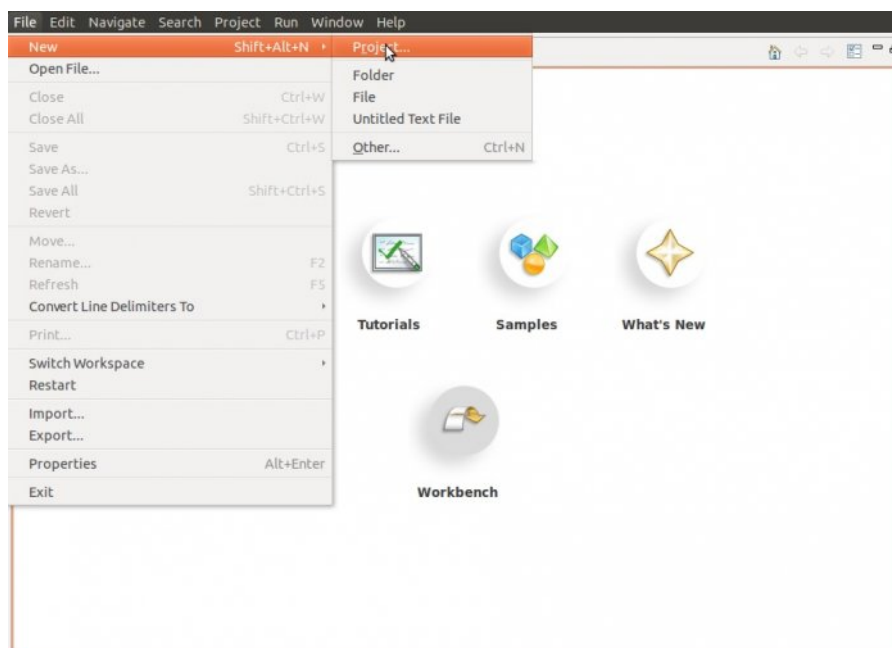 File Edit Navigate Search Project Run Window Help
New Shift+Alt+N
Open File...
Close Ctrl+W
Close All Shift+Ctrl+W
Save Ctrl+S
Save As...
Save All Shift+Ctrl+S
Revert
Move...
Rename... F2
Refresh F5
Convert Line Delimiters To
Print... Ctrl+P
Switch Workspace
Restart
Import...
Export...
Properties Alt+Enter
Exit
Project...
Folder
File
Untitled Text File
Other... Ctrl+N
Tutorials Samples What's New
Workbench